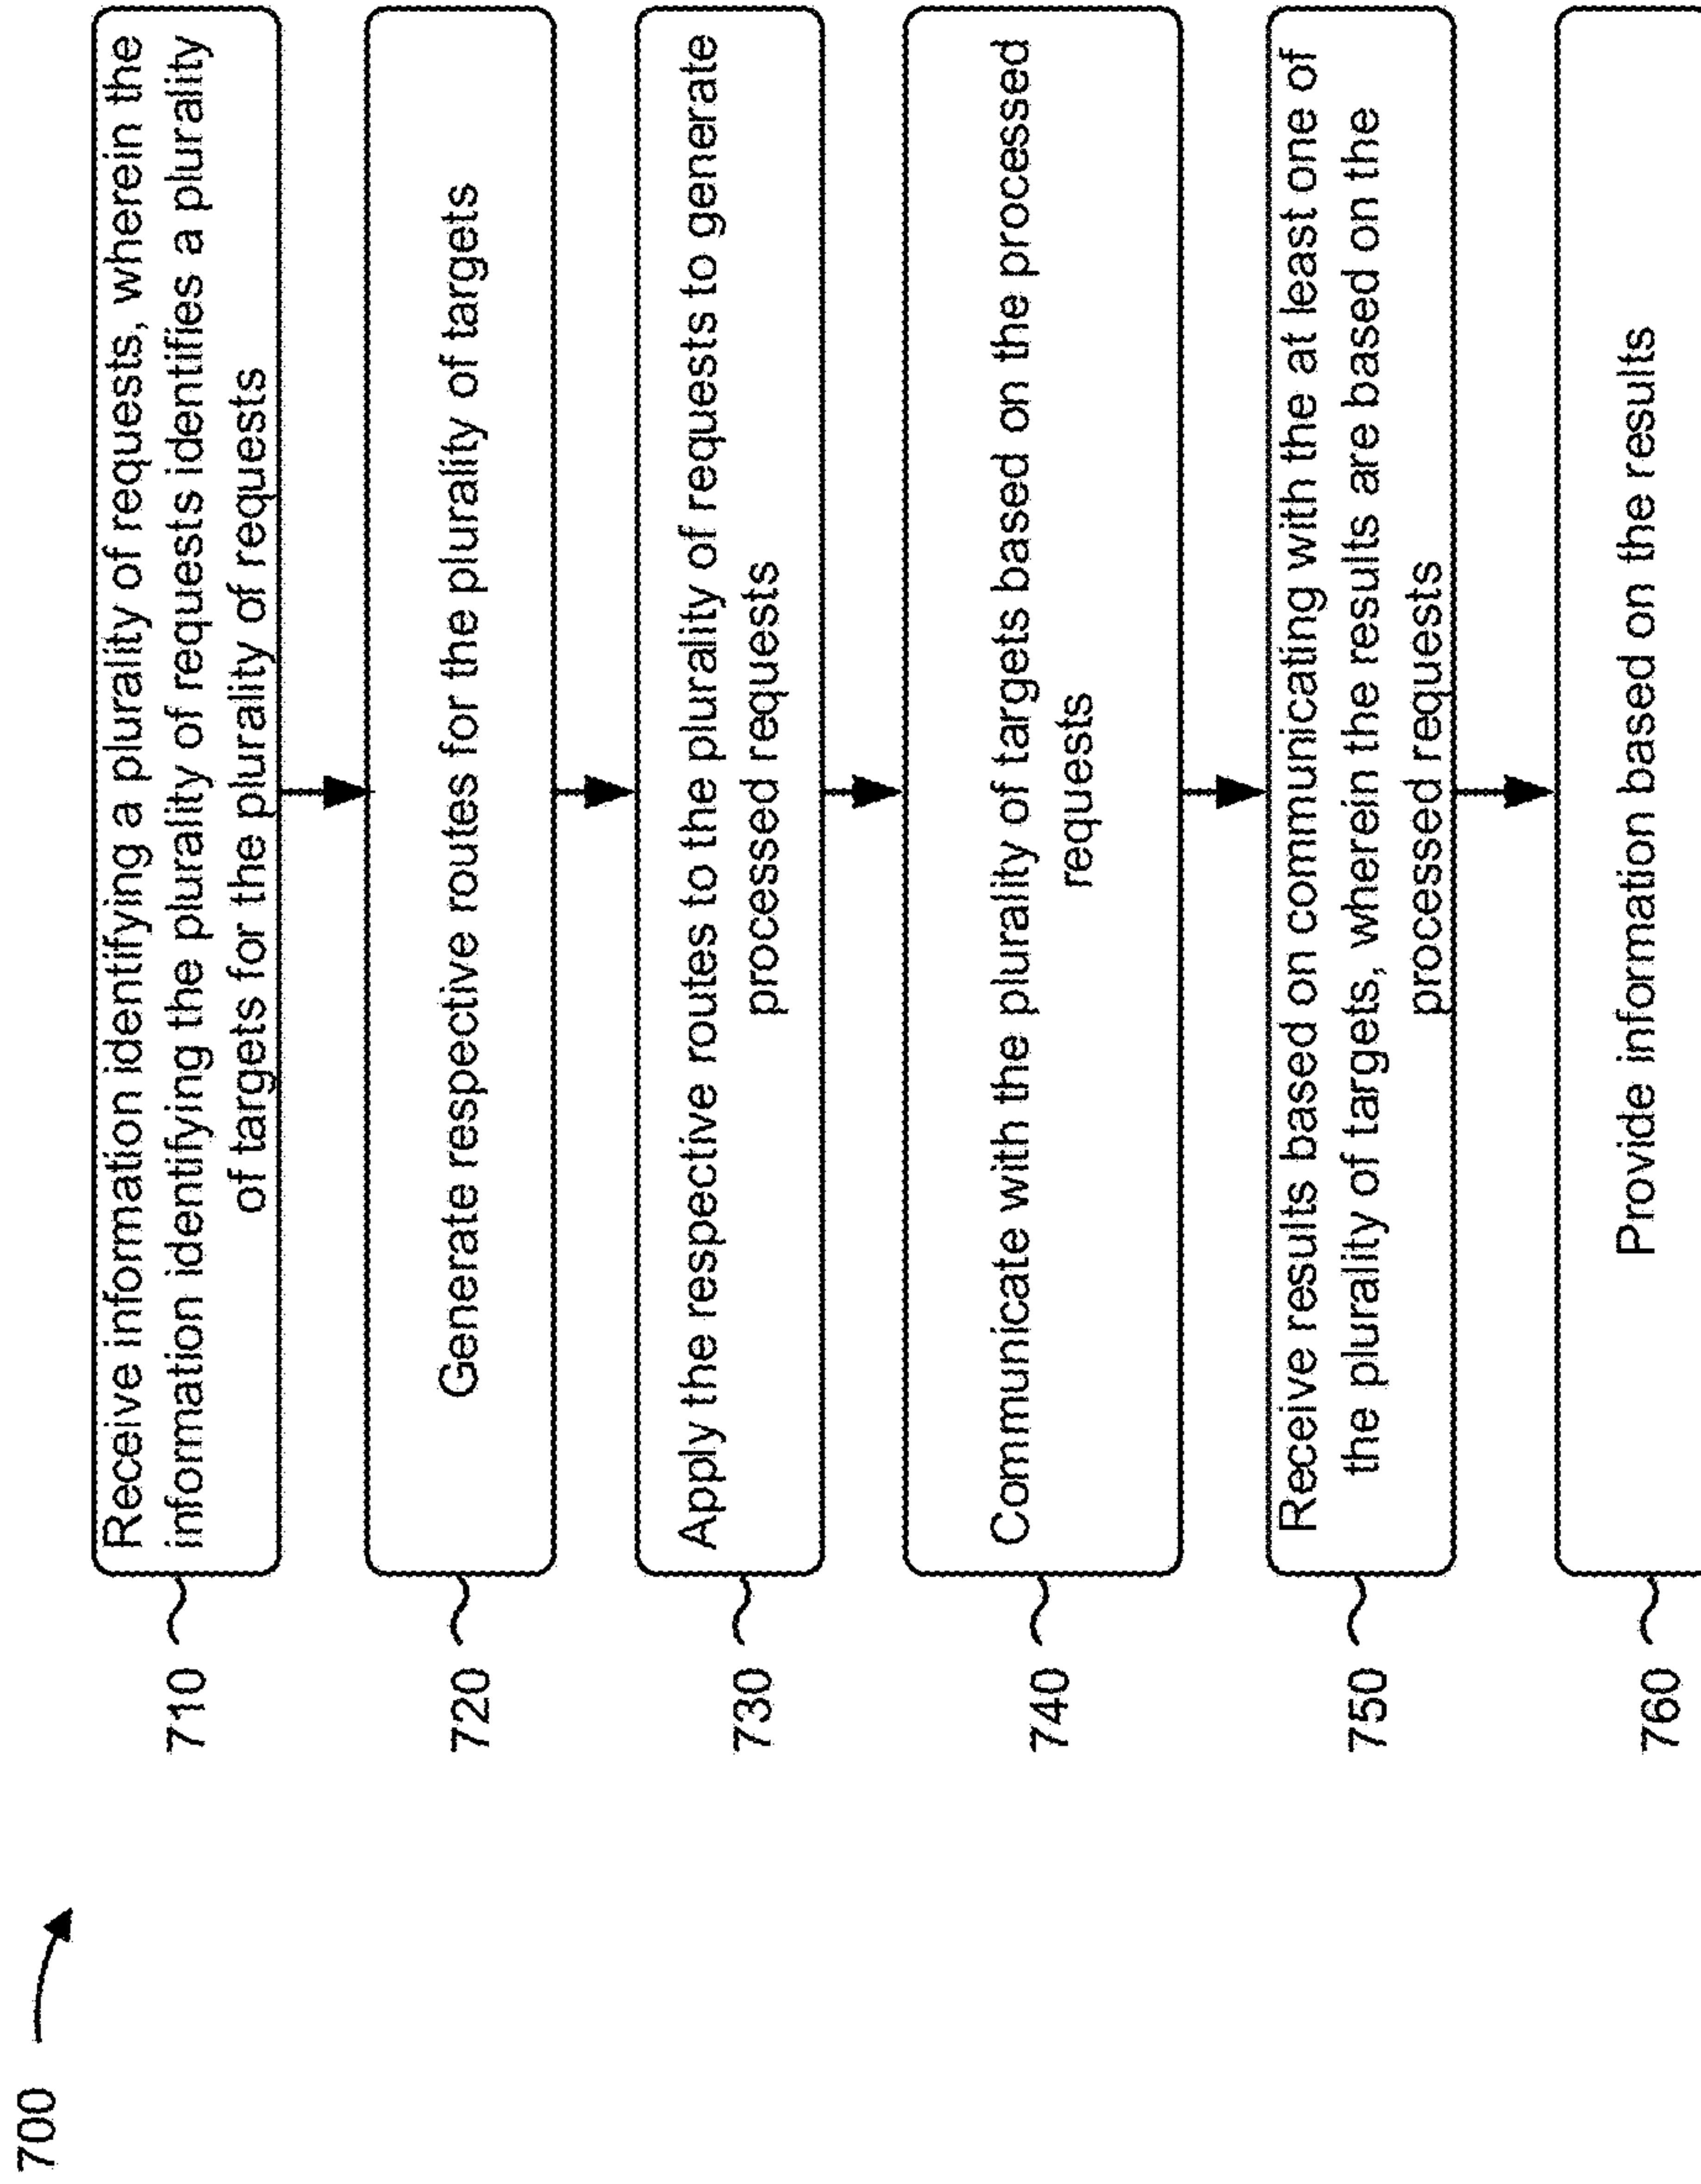 700
710
Receive information identifying a plurality of requests, wherein the
information identifying the plurality of requests identifies a plurality
of targets for the plurality of requests
720
Generate respective routes for the plurality of targets
730
Apply the respective routes to the plurality of requests to generate
processed requests
740
Communicate with the plurality of targets based on the processed
requests
750
Receive results based on communicating with the at least one of
the plurality of targets, wherein the results are based on the
processed requests
760
Provide information based on the results